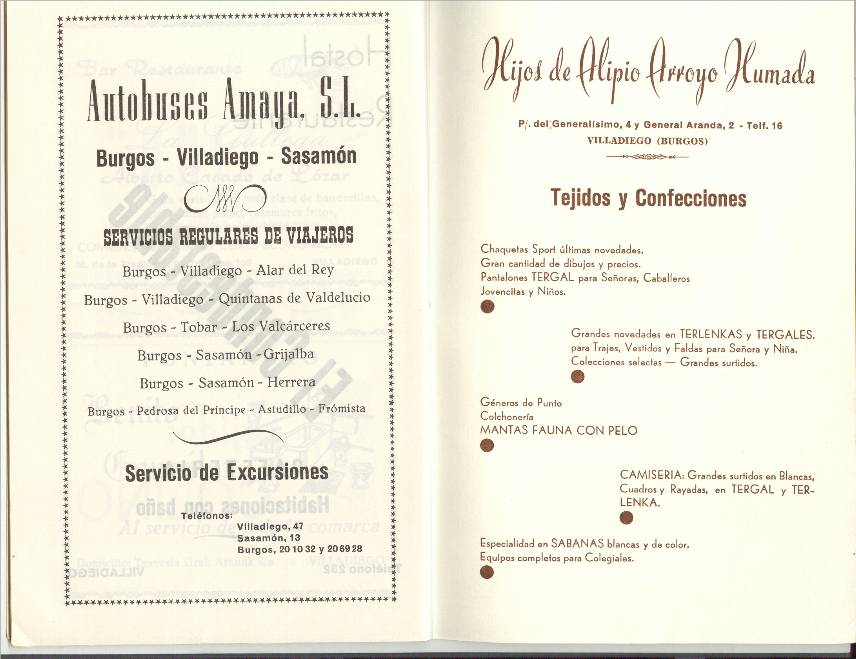 Autobuses Amaya, S.L.
Burgos - Villadiego - Sasamón
SERVICIOS REGULARES DE VIAJEROS
Burgos - Villadiego - Alar del Rey
Burgos - Villadiego - Quintanas de Valdelucio
Burgos - Tobar - Los Valcárceres
Burgos - Sasamón -Grijalba
Burgos - Sasamón - Herrera
Burgos - Pedrosa del Príncipe - Astudillo - Frómista
Servicio de Excursiones
Teléfonos:
Villadiego, 47
Sasamón, 13
Burgos, 20 10 32 y 20 69 28
Hijos de Alipio Arroyo Humada
P/. del Generalísimo, 4 y General Aranda, 2 - Telf. 16
VILLADIEGO (BURGOS)
Tejidos y Confecciones
Chaquetas Sport últimas novedades.
Gran cantidad de dibujos y precios.
Pantalones TERGAL para Señoras, Caballeros
Jovencitas y Niños.
Grandes novedades en TERLENKAS y TERGALES.
para Trajes, Vestidos y Faldas para Señora y Niña.
Colecciones selectas — Grandes surtidos.
Géneros de Punto
Colchonería
MANTAS FAUNA CON PELO
CAMISERIA: Grandes surtidos en Blancas,
Cuadros y Rayadas, en TERGAL y TER-
LENKA.
Especialidad en SABANAS blancas y de color.
Equipos completos para Colegiales.